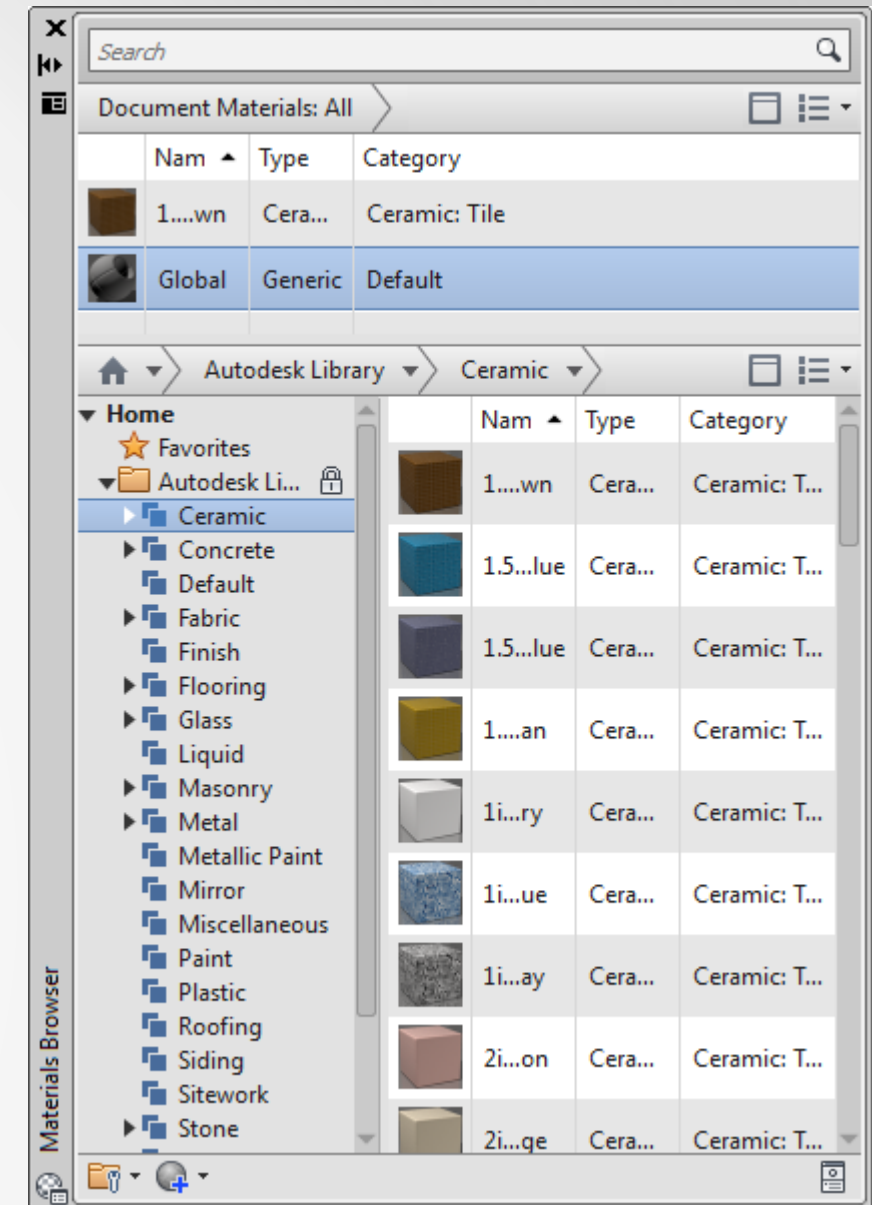 Search
Document Materials: All
Nam Type Category
1....wn Cera... Ceramic: Tile
Global Generic Default
Autodesk Library Ceramic
Home
Favorites
Autodesk Li...
Ceramic
Concrete
Default
Fabric
Finish
Flooring
Glass
Liquid
Masonry
Metal
Metallic Paint
Mirror
Miscellaneous
Paint
Plastic
Roofing
Siding
Sitework
Stone
Nam Type Category
1....wn Cera... Ceramic: T...
1.5...lue Cera... Ceramic: T...
1.5...lue Cera... Ceramic: T...
1....an Cera... Ceramic: T...
1i...ry Cera... Ceramic: T...
1i...ue Cera... Ceramic: T...
1i...ay Cera... Ceramic: T...
2i...on Cera... Ceramic: T...
2i...ge Cera... Ceramic: T...
Materials Browser